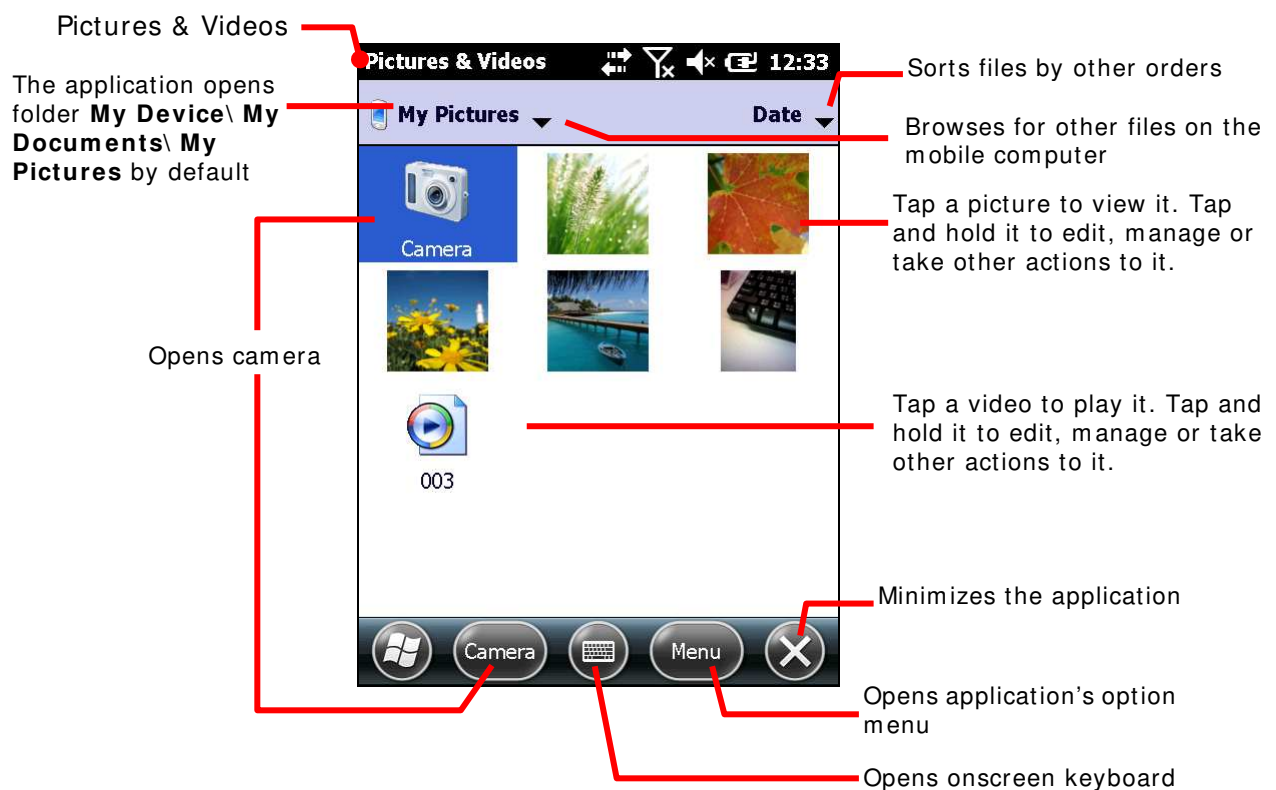 Pictures & Videos
The application opens
folder My Device\ My
Documents\ My
Pictures by default
Opens camera
Pictures & Videos 12:33
My Pictures Date
Camera
003
Camera Menu
Sorts files by other orders
Browses for other files on the
mobile computer
Tap a picture to view it. Tap
and hold it to edit, manage or
take other actions to it.
Tap a video to play it. Tap and
hold it to edit, manage or take
other actions to it.
Minimizes the application
Opens application’s option
menu
Opens onscreen keyboard